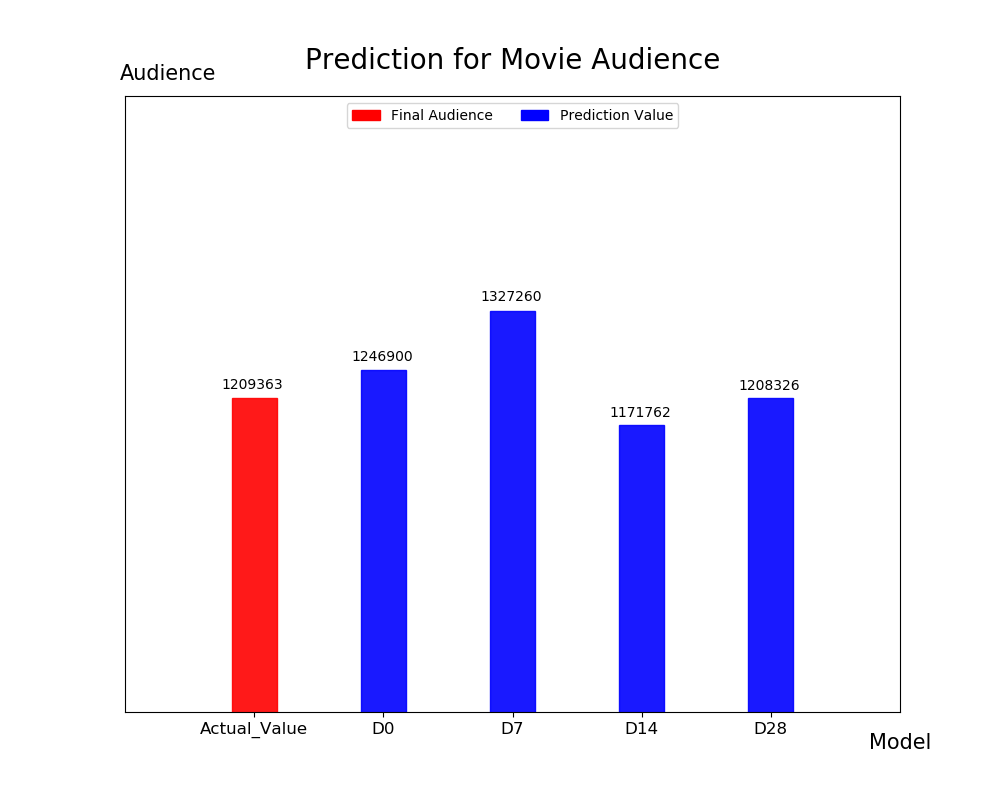 Prediction for Movie Audience
Audience
Final Audience Prediction Value
1209363 1246900 1327260 1171762 1208326
Actual_Value D0 D7 D14 D28
Model